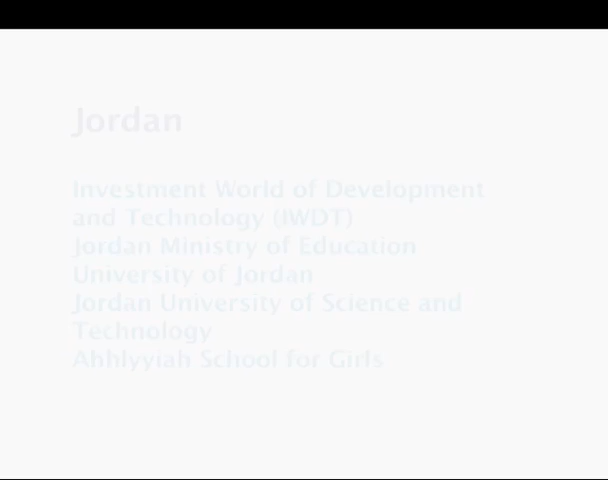 Jordan
Investment World of Development
and Technology (IWDT)
Jordan Ministry of Education
University of Jordan
Jordan University of Science and
Technology
Ahhlyyiah School for Girls